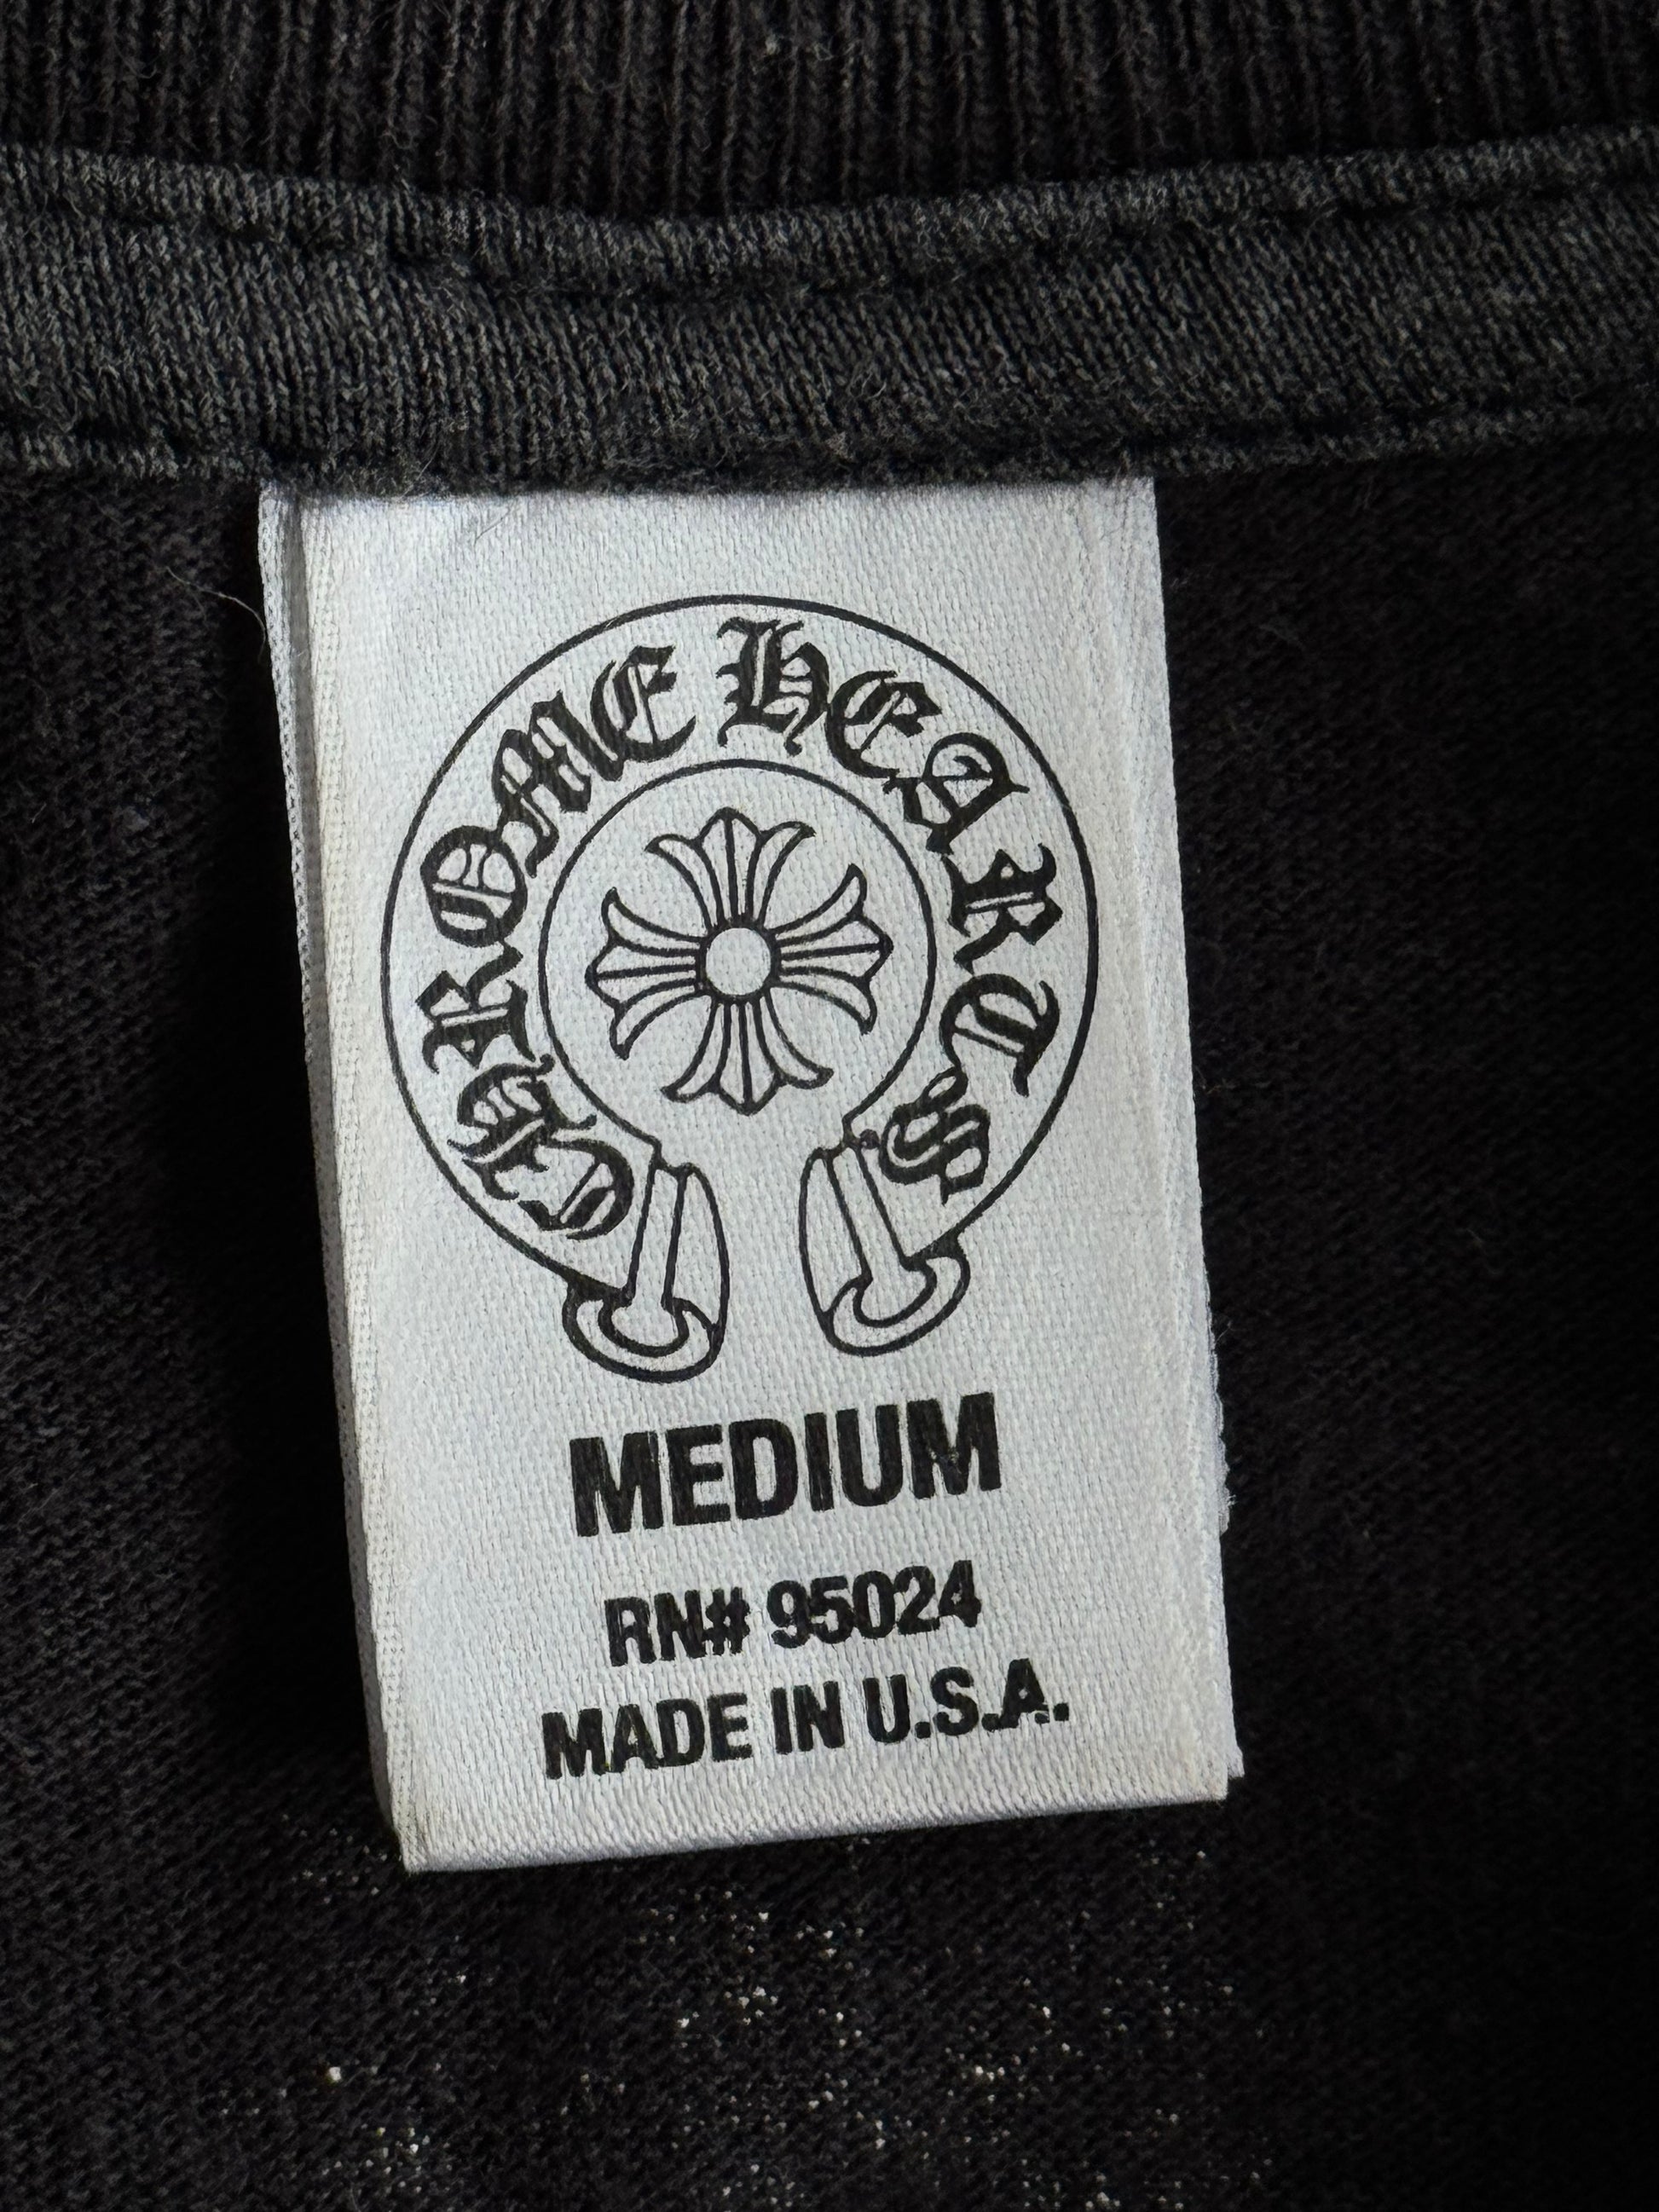 CHROME HEARTS
MEDIUM
RN# 95024
MADE IN U.S.A.